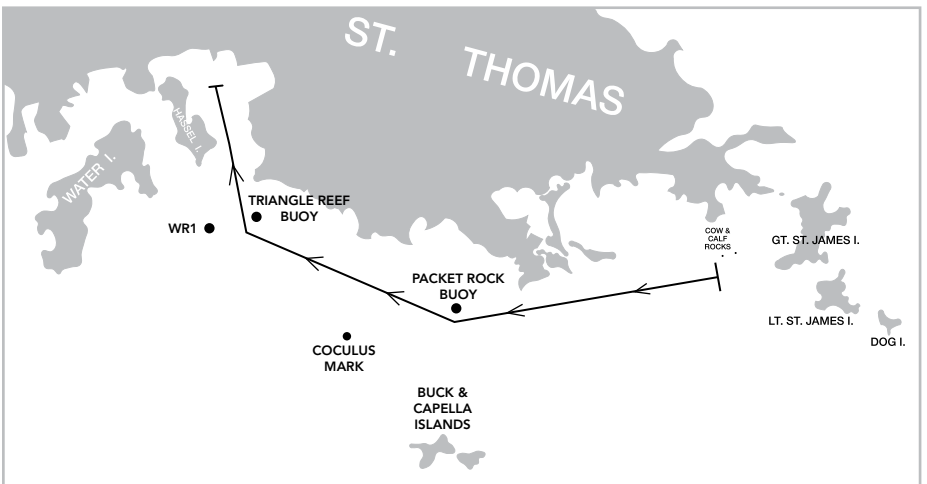 ST. THOMAS
HASSEL I.
WATER I.
TRIANGLE REEF
BUOY
WR1
COW &
CALF
ROCKS
GT. ST. JAMES I.
PACKET ROCK
BUOY
LT. ST. JAMES I.
DOG I.
COCULUS
MARK
BUCK &
CAPELLA
ISLANDS